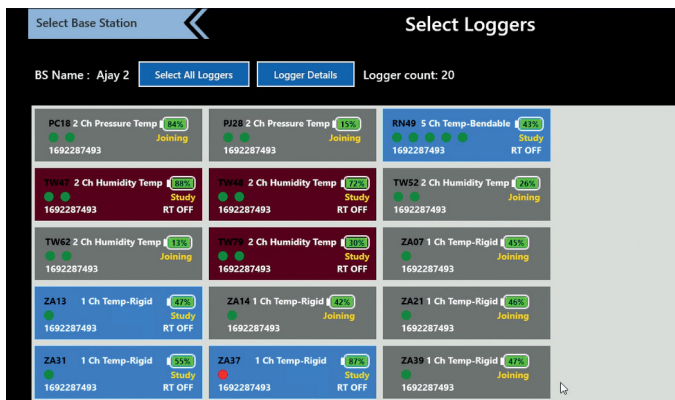 Select Base Station
Select Loggers
BS Name : Ajay 2
Select All Loggers
Logger Details
Logger count: 20
PC18 2 Ch Pressure Temp 84%
Joining
1692287493
PJ28 2 Ch Pressure Temp 15%
Joining
1692287493
RN49 5 Ch Temp-Bendable 43%
Study
1692287493 RT OFF
TW47 2 Ch Humidity Temp 88%
Study
1692287493 RT OFF
TW48 2 Ch Humidity Temp 72%
Study
1692287493 RT OFF
TW52 2 Ch Humidity Temp 26%
Joining
1692287493
TW62 2 Ch Humidity Temp 13%
Joining
1692287493
TW79 2 Ch Humidity Temp 30%
Study
1692287493 RT OFF
ZA07 1 Ch Temp-Rigid 45%
1692287493
ZA13 1 Ch Temp-Rigid 47%
Study
1692287493 RT OFF
ZA14 1 Ch Temp-Rigid 42%
Joining
1692287493
ZA21 1 Ch Temp-Rigid 46%
Joining
1692287493
ZA31 1 Ch Temp-Rigid 55%
Study
1692287493 RT OFF
ZA37 1 Ch Temp-Rigid 87%
Study
1692287493 RT OFF
ZA39 1 Ch Temp-Rigid 47%
Joining
1692287493